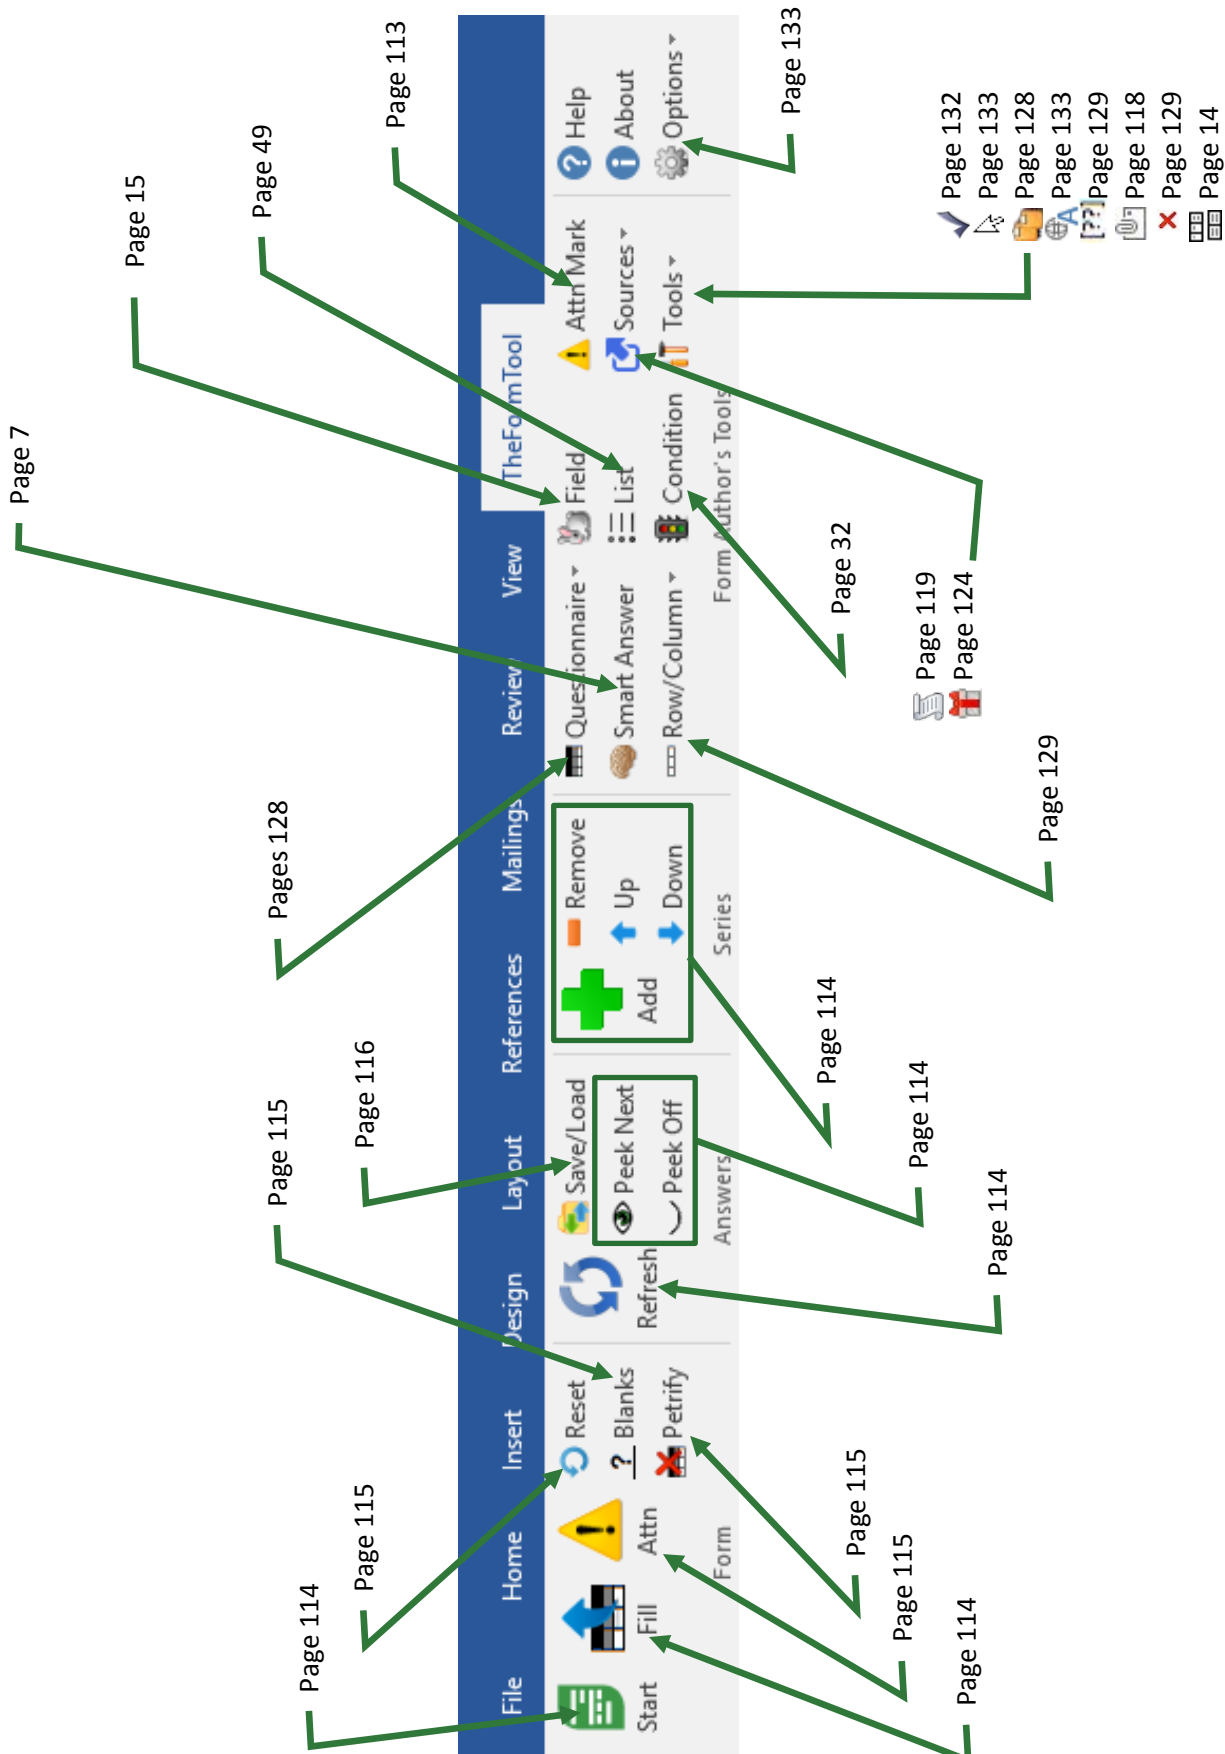 Page 7
Page 15
Page 49
Page 113
Pages 128
Page 116
Page 115
Page 115
Page 114
File Home Insert Design Layout References Mailings Review View TheFormTool
Start
Fill
Attn
Reset
? Blanks
Petrify
Form
Refresh
Save/Load
Peek Next
Peek Off
Answers
Add
Remove
Up
Down
Series
Questionnaire
Smart Answer
Row/Column
Field
List
Condition
Attn Mark
Sources
Tools
Form Author's Tools
? Help
i About
Options
Page 133
Page 114
Page 115
Page 115
Page 114
Page 114
Page 114
Page 129
Page 32
Page 119
Page 124
Page 132
Page 133
Page 128
A Page 133
[??] Page 129
Page 118
Page 129
Page 14